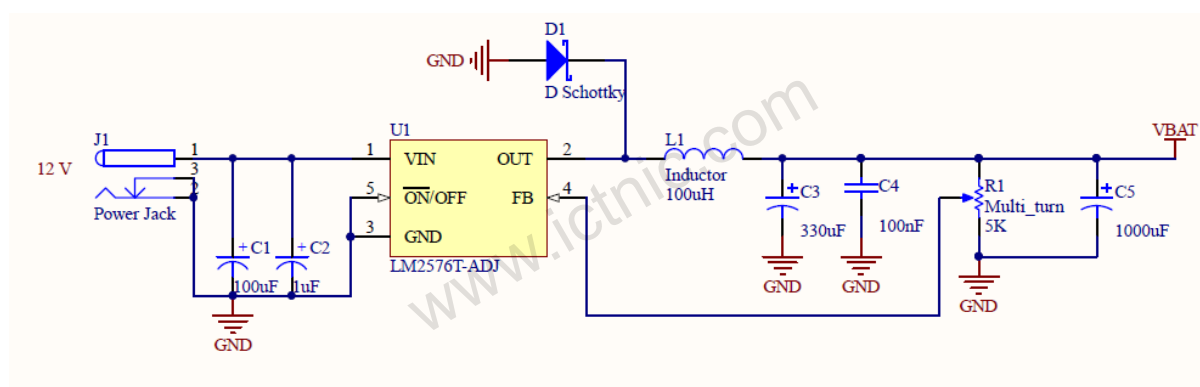 D1
GND
D Schottky
J1
1
3
2
12 V
Power Jack
U1
1
VIN
OUT
2
5
ON/OFF
FB
4
3
GND
LM2576T-ADJ
L1
Inductor
100uH
VBAT
C1
100uF
C2
1uF
GND
C3
330uF
GND
C4
100nF
GND
R1
Multi_turn
5K
GND
C5
1000uF
www.ictnic.com